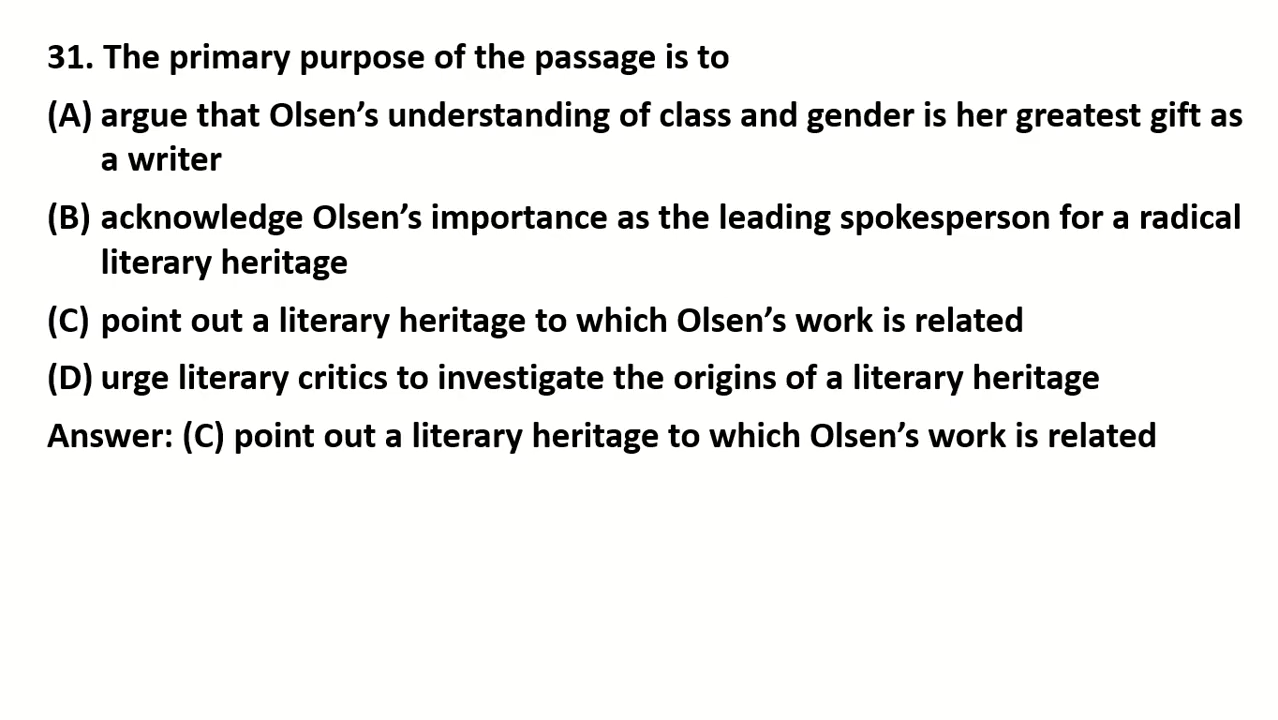 31. The primary purpose of the passage is to
(A) argue that Olsen’s understanding of class and gender is her greatest gift as
a writer
(B) acknowledge Olsen’s importance as the leading spokesperson for a radical
literary heritage
(C) point out a literary heritage to which Olsen’s work is related
(D) urge literary critics to investigate the origins of a literary heritage
Answer: (C) point out a literary heritage to which Olsen’s work is related